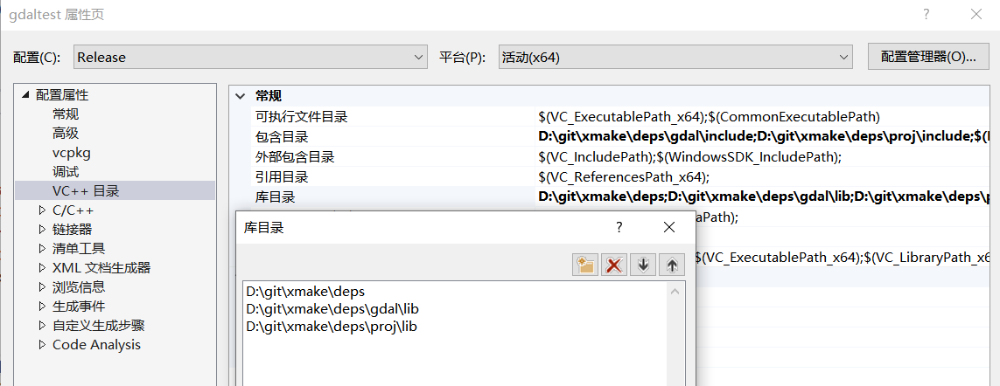 gdaltest 属性页
配置(C): Release 平台(P): 活动(x64) 配置管理器(O)...
配置属性
常规
高级
vcpkg
调试
VC++ 目录
C/C++
链接器
清单工具
XML 文档生成器
浏览信息
生成事件
自定义生成步骤
Code Analysis
常规
可执行文件目录 $(VC_ExecutablePath_x64);$(CommonExecutablePath)
包含目录 D:\git\xmake\deps\gdal\include;D:\git\xmake\deps\proj\include;$(
外部包含目录 $(VC_IncludePath);$(WindowsSDK_IncludePath);
引用目录 $(VC_ReferencesPath_x64);
库目录 D:\git\xmake\deps;D:\git\xmake\deps\gdal\lib;D:\git\xmake\deps\p
aPath);
$(VC_ExecutablePath_x64);$(VC_LibraryPath_x6
库目录
D:\git\xmake\deps
D:\git\xmake\deps\gdal\lib
D:\git\xmake\deps\proj\lib